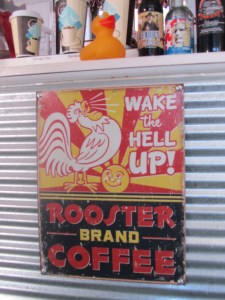 WAKE
the
HELL
UP!
ROOSTER
BRAND
COFFEE